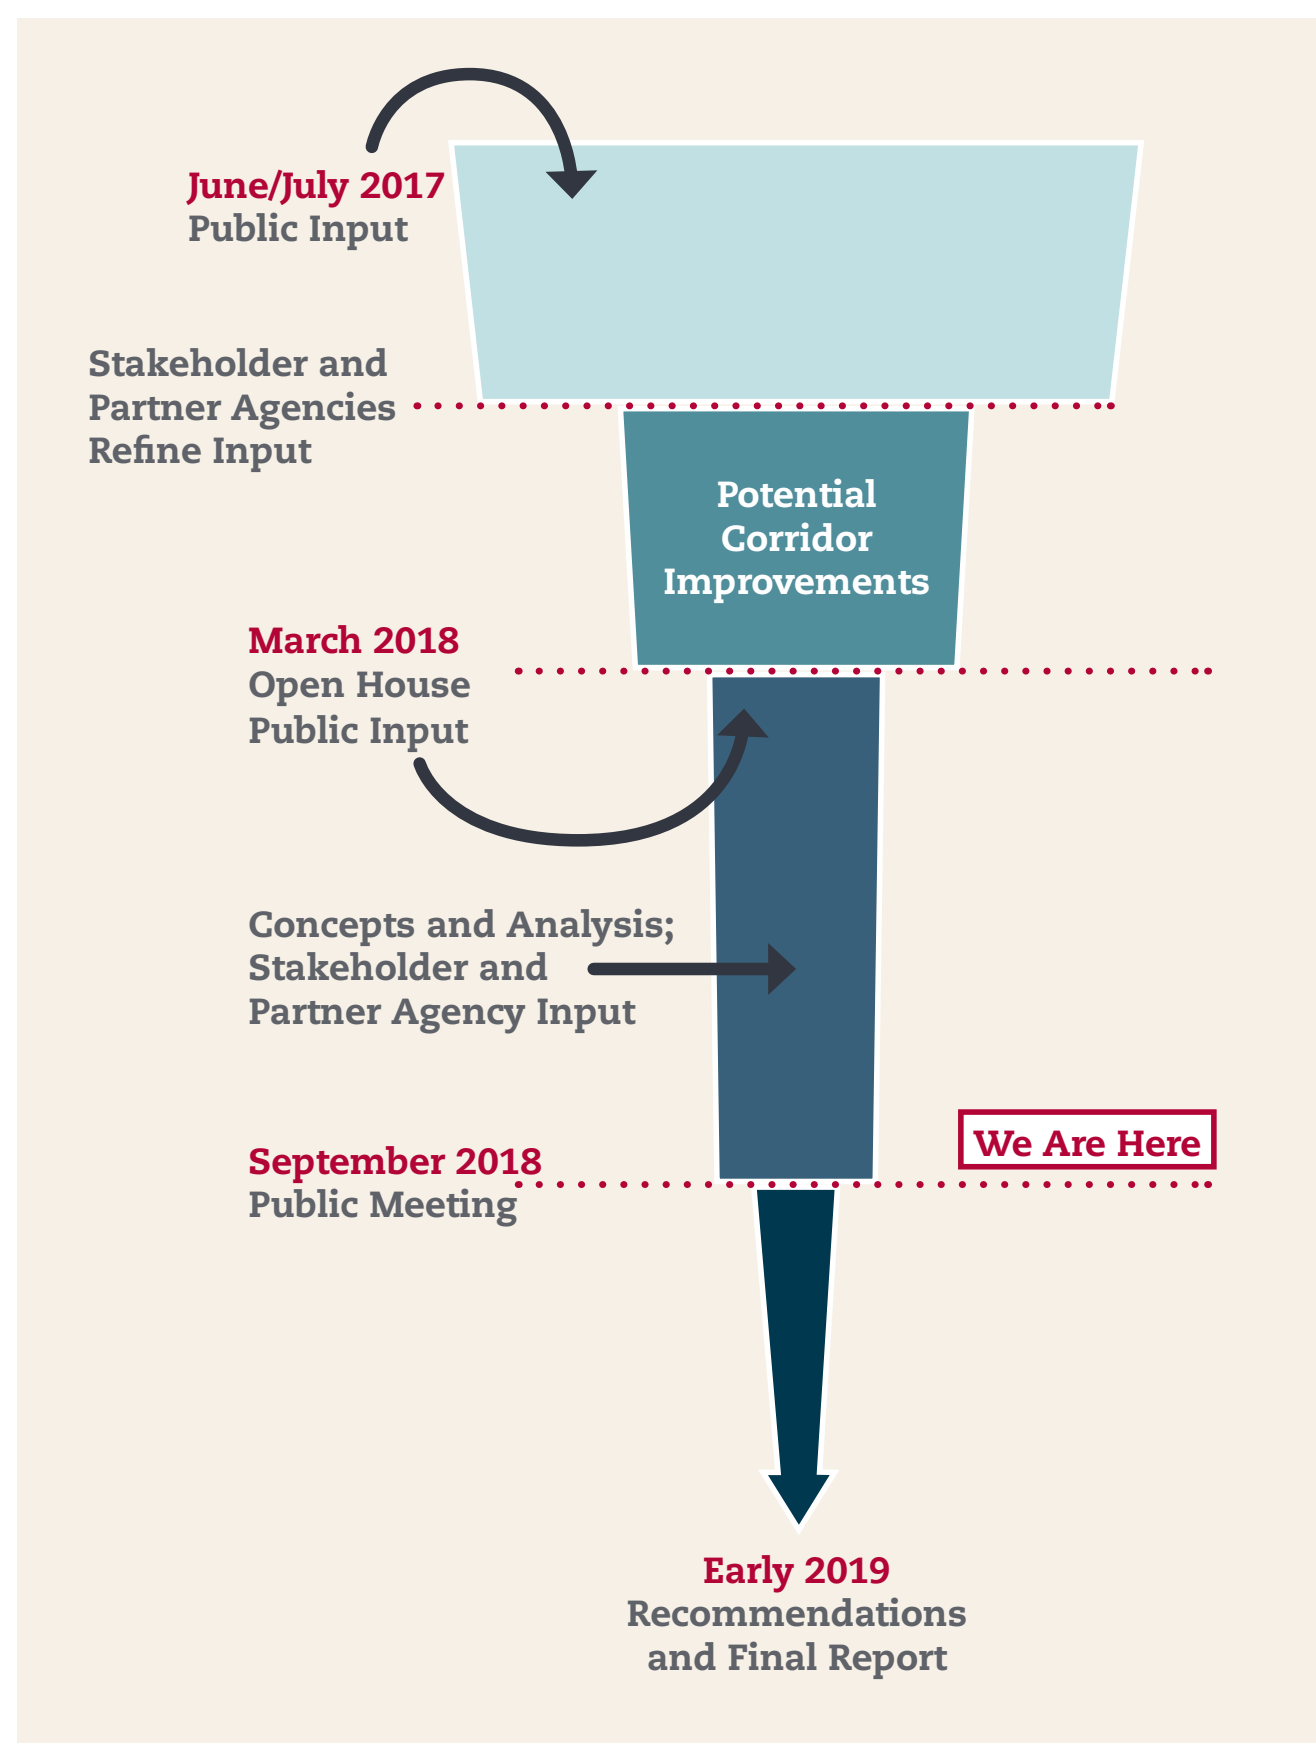 June/July 2017
Public Input
Stakeholder and
Partner Agencies
Refine Input
Potential
Corridor
Improvements
March 2018
Open House
Public Input
Concepts and Analysis;
Stakeholder and
Partner Agency Input
We Are Here
September 2018
Public Meeting
Early 2019
Recommendations
and Final Report